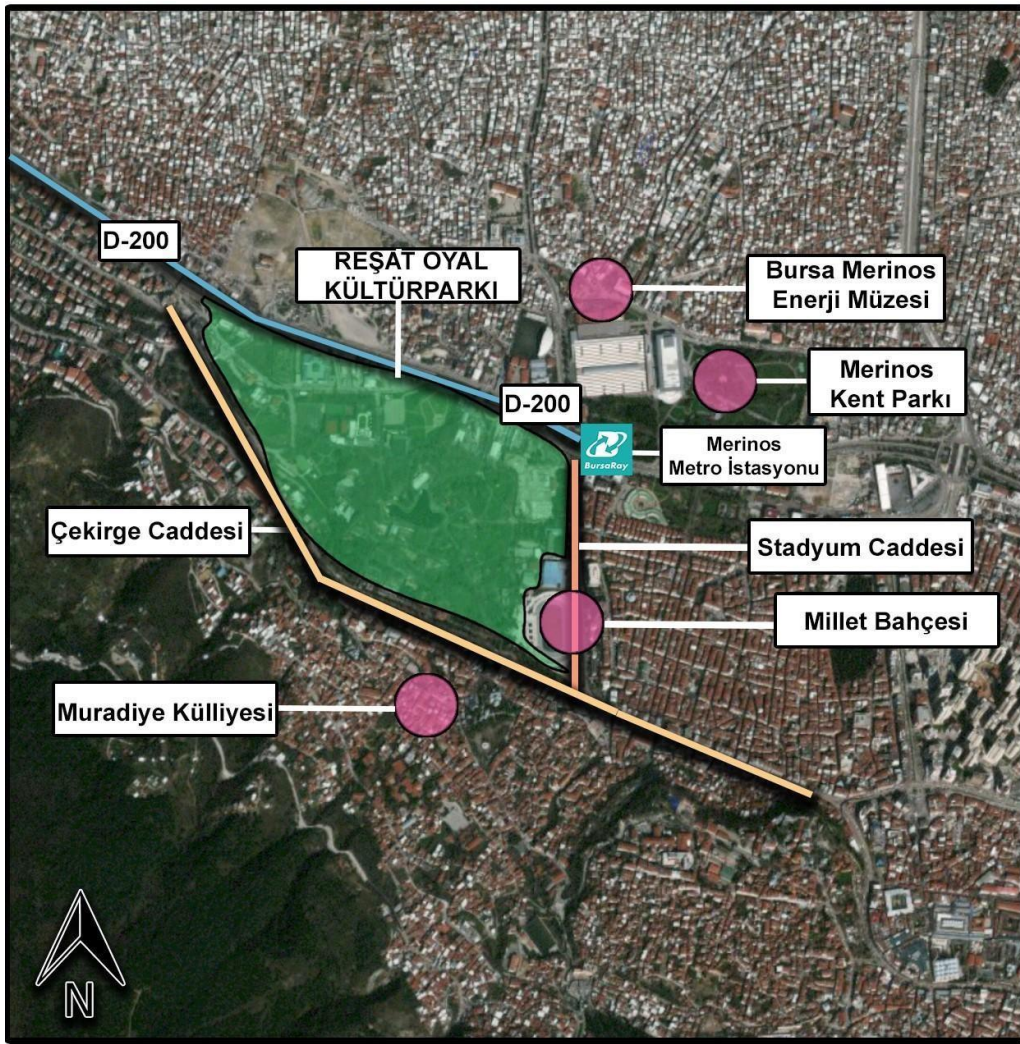 D-200
REŞAT OYAL
KÜLTÜRPARKI
Bursa Merinos
Enerji Müzesi
Merinos
Kent Parkı
D-200
BursaRay
Merinos
Metro İstasyonu
Çekirge Caddesi
Stadyum Caddesi
Millet Bahçesi
Muradiye Külliyesi
N